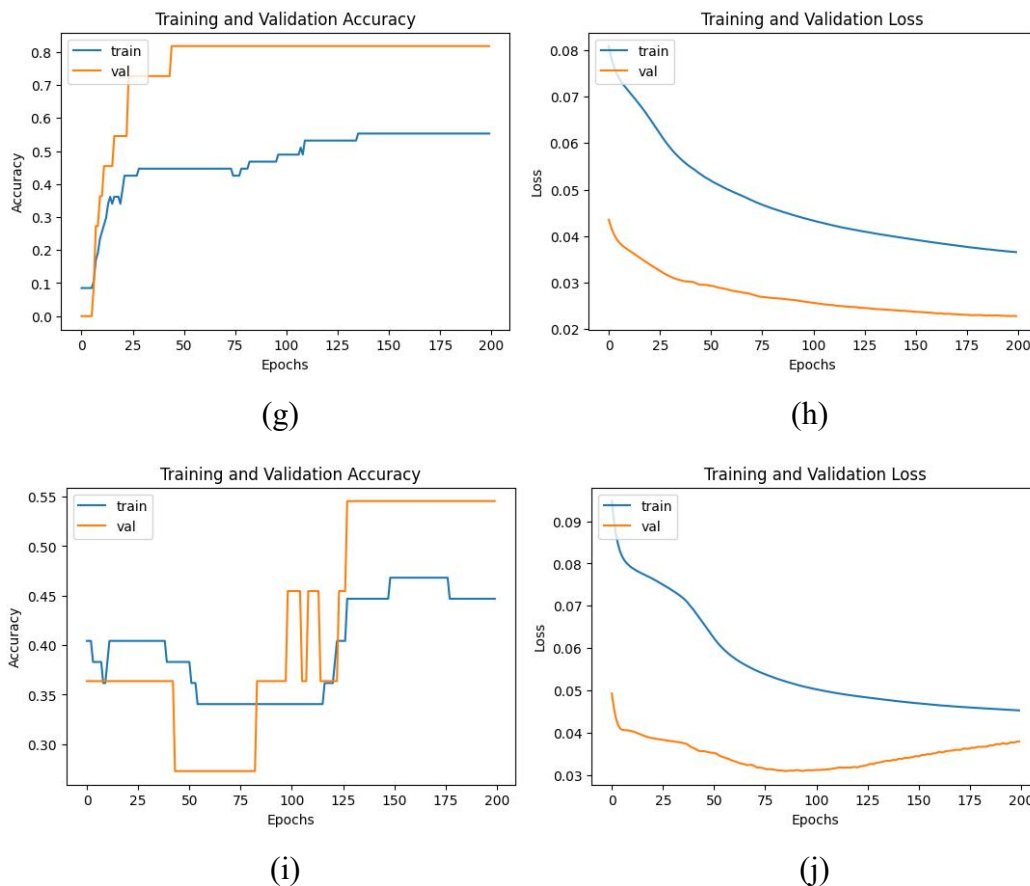 Training and Validation Accuracy
train
val
0.8
0.7
0.6
0.5
0.4
0.3
0.2
0.1
0.0
Accuracy
0 25 50 75 100 125 150 175 200
Epochs
(g)
Training and Validation Loss
train
val
0.08
0.07
0.06
0.05
0.04
0.03
0.02
Loss
0 25 50 75 100 125 150 175 200
Epochs
(h)
Training and Validation Accuracy
train
val
0.55
0.50
0.45
0.40
0.35
0.30
Accuracy
0 25 50 75 100 125 150 175 200
Epochs
(i)
Training and Validation Loss
train
val
0.09
0.08
0.07
0.06
0.05
0.04
0.03
Loss
0 25 50 75 100 125 150 175 200
Epochs
(j)